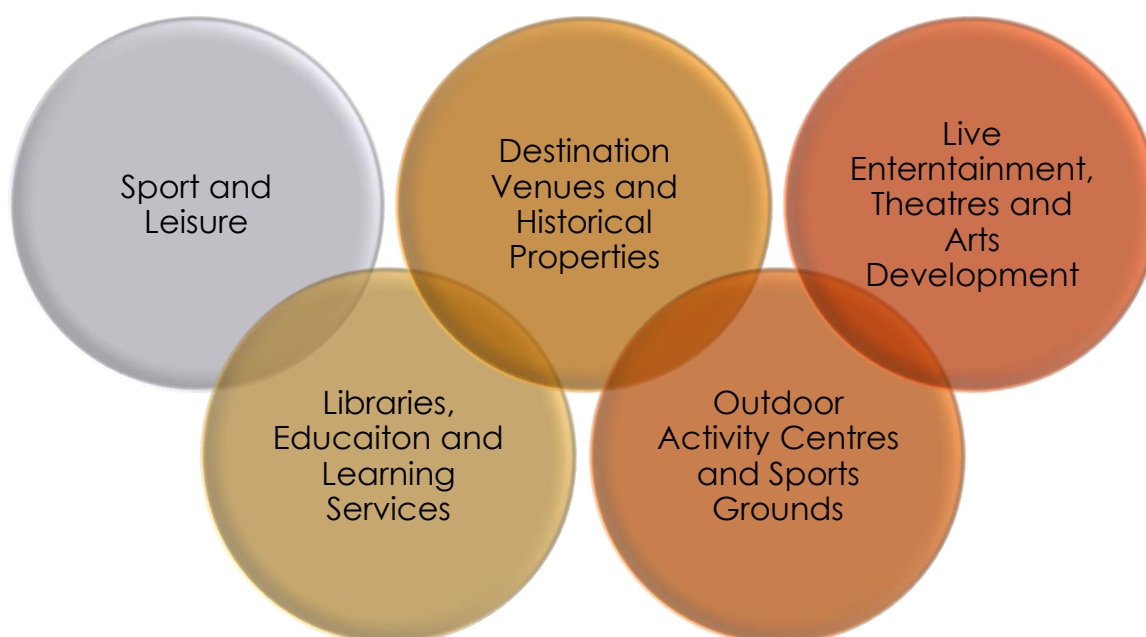 Sport and
Leisure
Destination
Venues and
Historical
Properties
Live
Enterntainment,
Theatres and
Arts
Development
Libraries,
Educaiton and
Learning
Services
Outdoor
Activity Centres
and Sports
Grounds